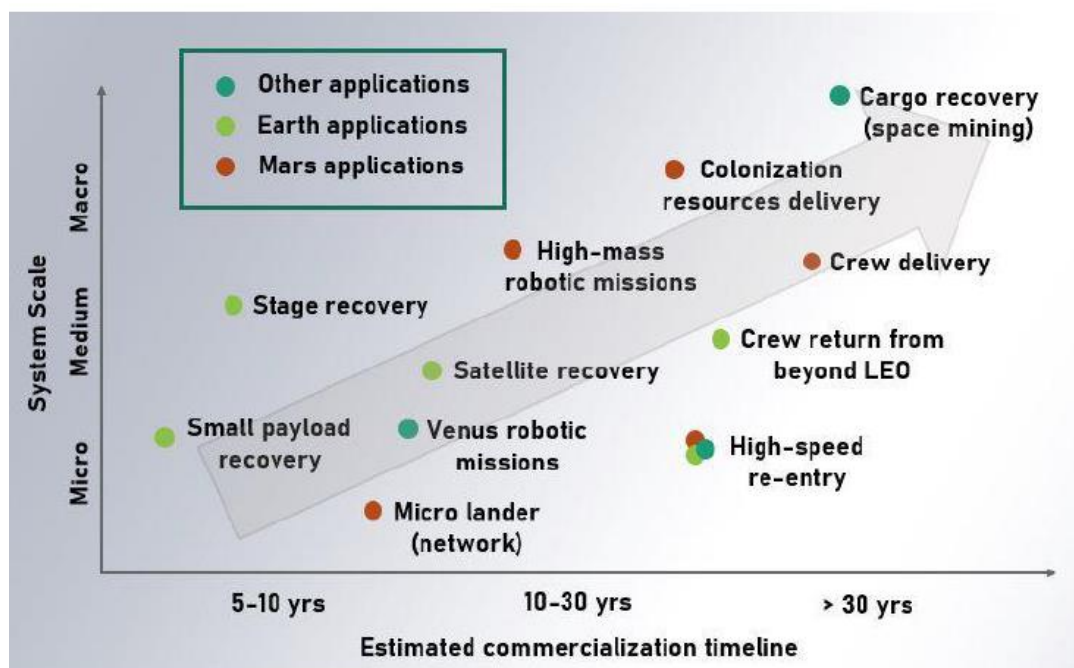 Other applications
Earth applications
Mars applications
Cargo recovery
(space mining)
Colonization
resources delivery
High-mass
robotic missions
Crew delivery
Stage recovery
Crew return from
beyond LEO
Satellite recovery
Small payload
recovery
Venus robotic
missions
High-speed
re-entry
Micro lander
(network)
System Scale
Macro
Medium
Micro
5-10 yrs
10-30 yrs
> 30 yrs
Estimated commercialization timeline